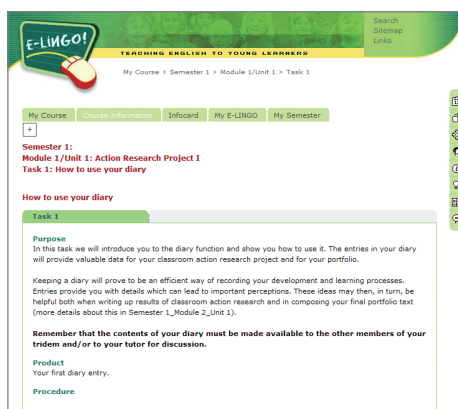 Search
Sitemap
Links
E-LiNGO!
TEACHING ENGLISH TO YOUNG LEARNERS
My Course > Semester 1 > Module 1/Unit 1 > Task 1
My Course Course Information Infocard My E-LINGO My Semester
+
Semester 1:
Module 1/Unit 1: Action Research Project I
Task 1: How to use your diary
How to use your diary
Task 1
Purpose
In this task we will introduce you to the diary function and show you how to use it. The entries in your diary
will provide valuable data for your classroom action research project and for your portfolio.
Keeping a diary will prove to be an efficient way of recording your development and learning processes.
Entries provide you with details which can lead to important perceptions. These ideas may then, in turn, be
helpful both when writing up results of classroom action research and in composing your final portfolio text
(more details about this in Semester 1_Module 2_Unit 1).
Remember that the contents of your diary must be made available to the other members of your
tridem and/or to your tutor for discussion.
Product
Your first diary entry.
Procedure